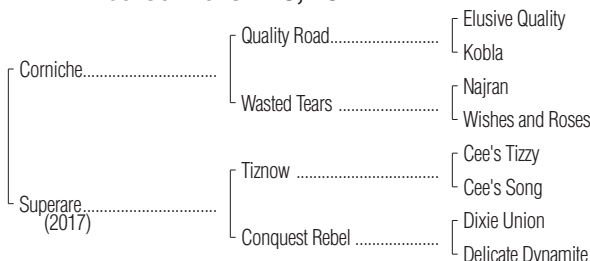 Elusive Quality
Quality Road
Kobla
Corniche
Najran
Wasted Tears
Wishes and Roses
Cee's Tizzy
Tiznow
Cee's Song
Superare
(2017)
Dixie Union
Conquest Rebel
Delicate Dynamite